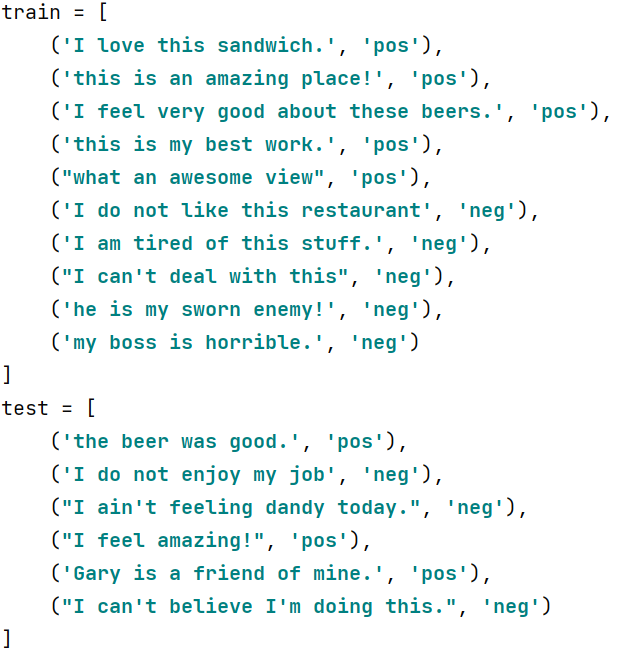 train = [
    ('I love this sandwich.', 'pos'),
    ('this is an amazing place!', 'pos'),
    ('I feel very good about these beers.', 'pos'),
    ('this is my best work.', 'pos'),
    ("what an awesome view", 'pos'),
    ('I do not like this restaurant', 'neg'),
    ('I am tired of this stuff.', 'neg'),
    ("I can't deal with this", 'neg'),
    ('he is my sworn enemy!', 'neg'),
    ('my boss is horrible.', 'neg')
]
test = [
    ('the beer was good.', 'pos'),
    ('I do not enjoy my job', 'neg'),
    ("I ain't feeling dandy today.", 'neg'),
    ("I feel amazing!", 'pos'),
    ('Gary is a friend of mine.', 'pos'),
    ("I can't believe I'm doing this.", 'neg')
]